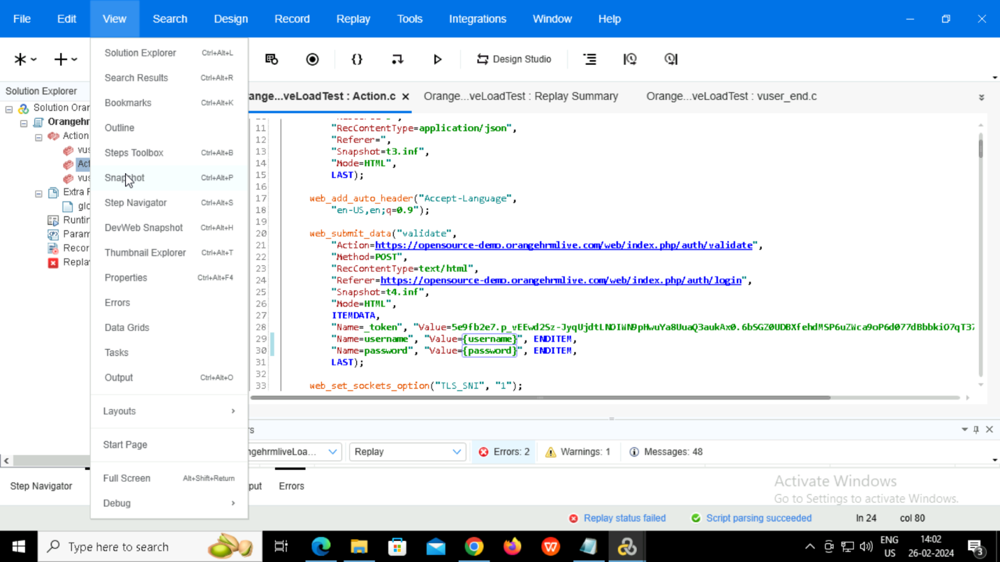 File Edit View Search Design Record Replay Tools Integrations Window Help
Design Studio
Solution Explorer
Solution Oran
Orangehr
Action
vus
Act
vus
Extra F
glo
Runtin
Param
Recor
Repla
Solution Explorer Ctrl+Alt+L
Search Results Ctrl+Alt+R
Bookmarks Ctrl+Alt+K
Outline
Steps Toolbox Ctrl+Alt+B
Snapshot Ctrl+Alt+P
Step Navigator Ctrl+Alt+S
DevWeb Snapshot Ctrl+Alt+H
Thumbnail Explorer Ctrl+Alt+T
Properties Ctrl+Alt+F4
Errors
Data Grids
Tasks
Output Ctrl+Alt+O
Layouts
Start Page
Full Screen Alt+Shift+Return
Debug
ange...veLoadTest : Action.c Orange...veLoadTest : Replay Summary Orange...veLoadTest : vuser_end.c
11 "RecContentType=application/json",
12 "Referer=",
13 "Snapshot=t3.inf",
14 "Mode=HTML",
15 LAST);
16
17 web_add_auto_header("Accept-Language",
18 "en-US,en;q=0.9");
19
20 web_submit_data("validate",
21 "Action=https://opensource-demo.orangehrmlive.com/web/index.php/auth/validate",
22 "Method=POST",
23 "RecContentType=text/html",
24 "Referer=https://opensource-demo.orangehrmlive.com/web/index.php/auth/login",
25 "Snapshot=t4.inf",
26 "Mode=HTML",
27 ITEMDATA,
28 "Name=_token", "Value=5e9fb2e7.p_vEEwd2Sz-JyqUjdtLNOIWN9pHwuYa8UuaQ3aukAx0.6bSGZ0UDBXfehdMSP6uZWca9oP6d077dBbbkiO7qT37
29 "Name=username", "Value={username}", ENDITEM,
30 "Name=password", "Value={password}", ENDITEM,
31 LAST);
32
33 web_set_sockets_option("TLS_SNI", "1");
rs
ngehrmliveLoa... Replay Errors: 2 Warnings: 1 Messages: 48
Step Navigator put Errors
Activate Windows
Go to Settings to activate Windows.
Replay status failed Script parsing succeeded ln 24 col 80
Type here to search
ENG
US
14:02
26-02-2024
3